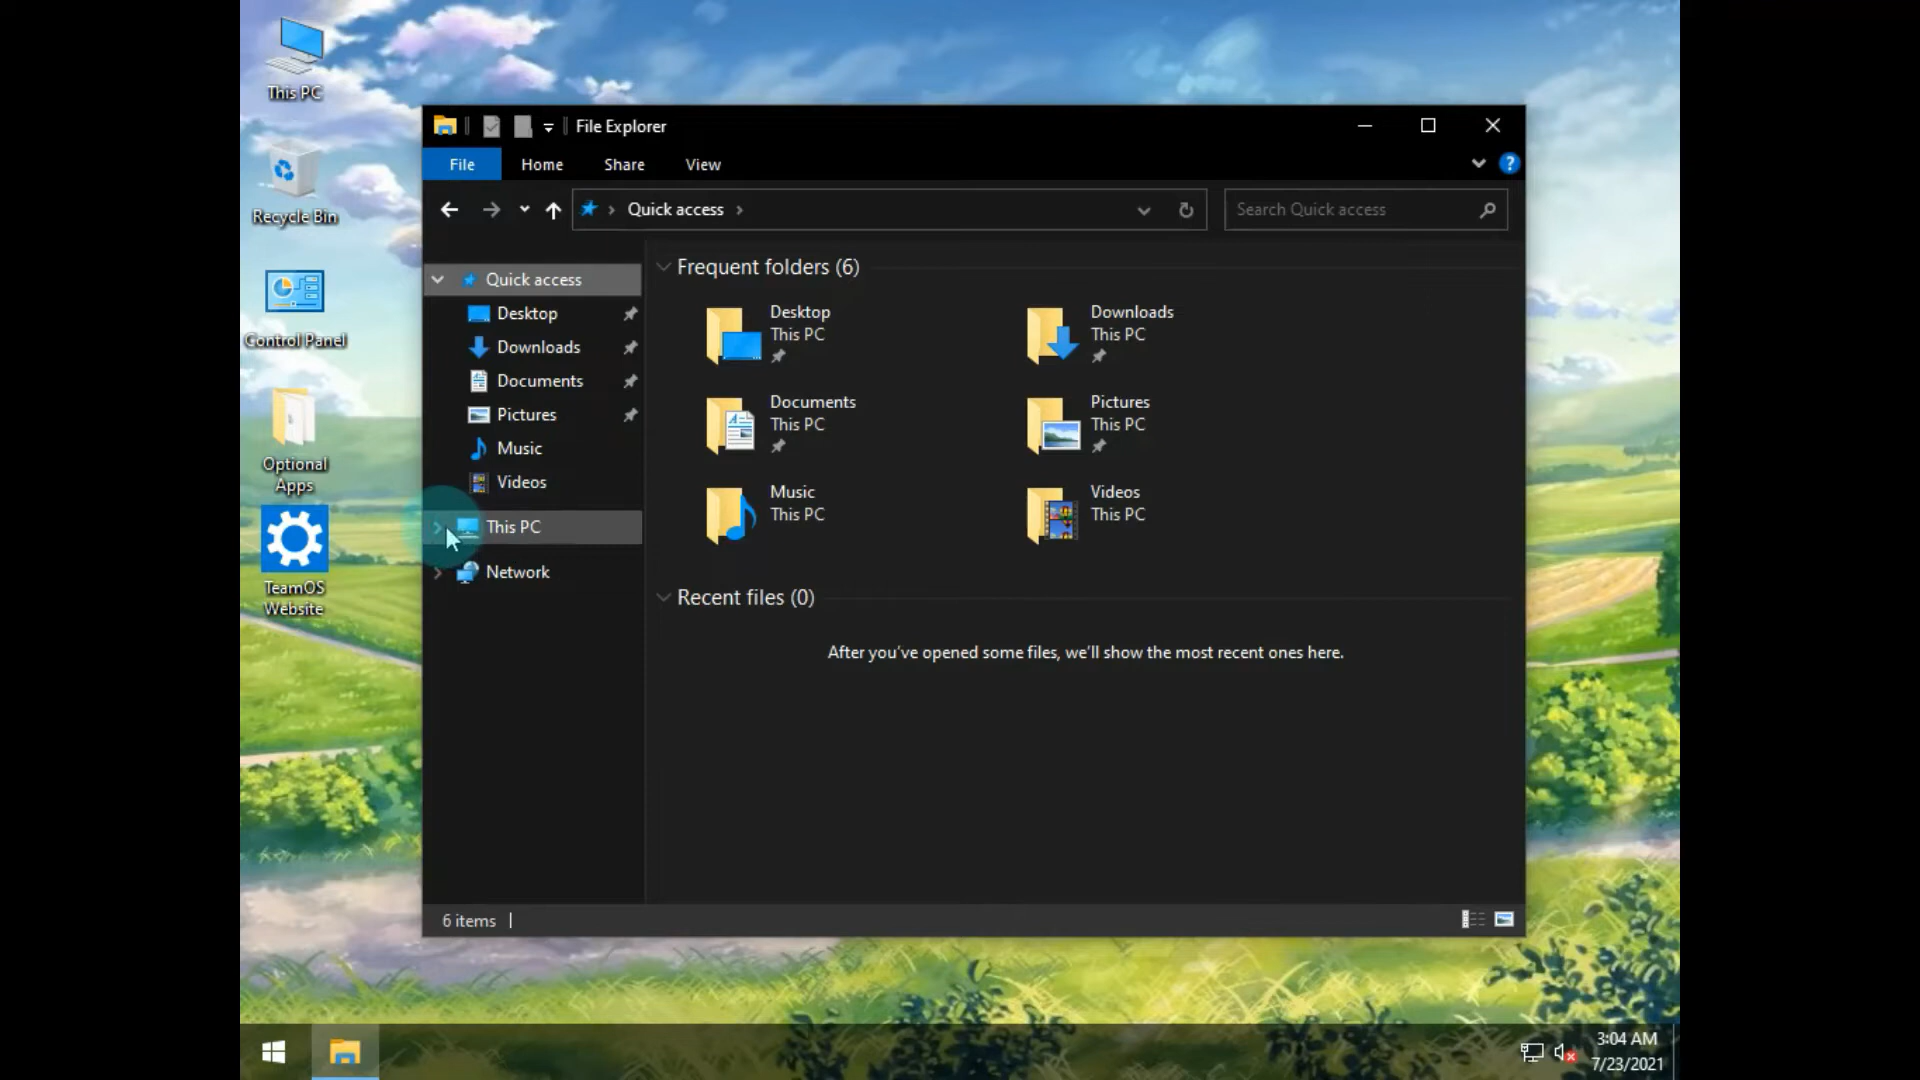 This PC
Recycle Bin
Control Panel
Optional
Apps
TeamOS
Website
File Explorer
File
Home
Share
View
?
Quick access
Search Quick access
Quick access
Desktop
Downloads
Documents
Pictures
Music
Videos
This PC
Network
Frequent folders (6)
Desktop
This PC
Downloads
This PC
Documents
This PC
Pictures
This PC
Music
This PC
Videos
This PC
Recent files (0)
After you've opened some files, we'll show the most recent ones here.
6 items
3:04 AM
7/23/2021